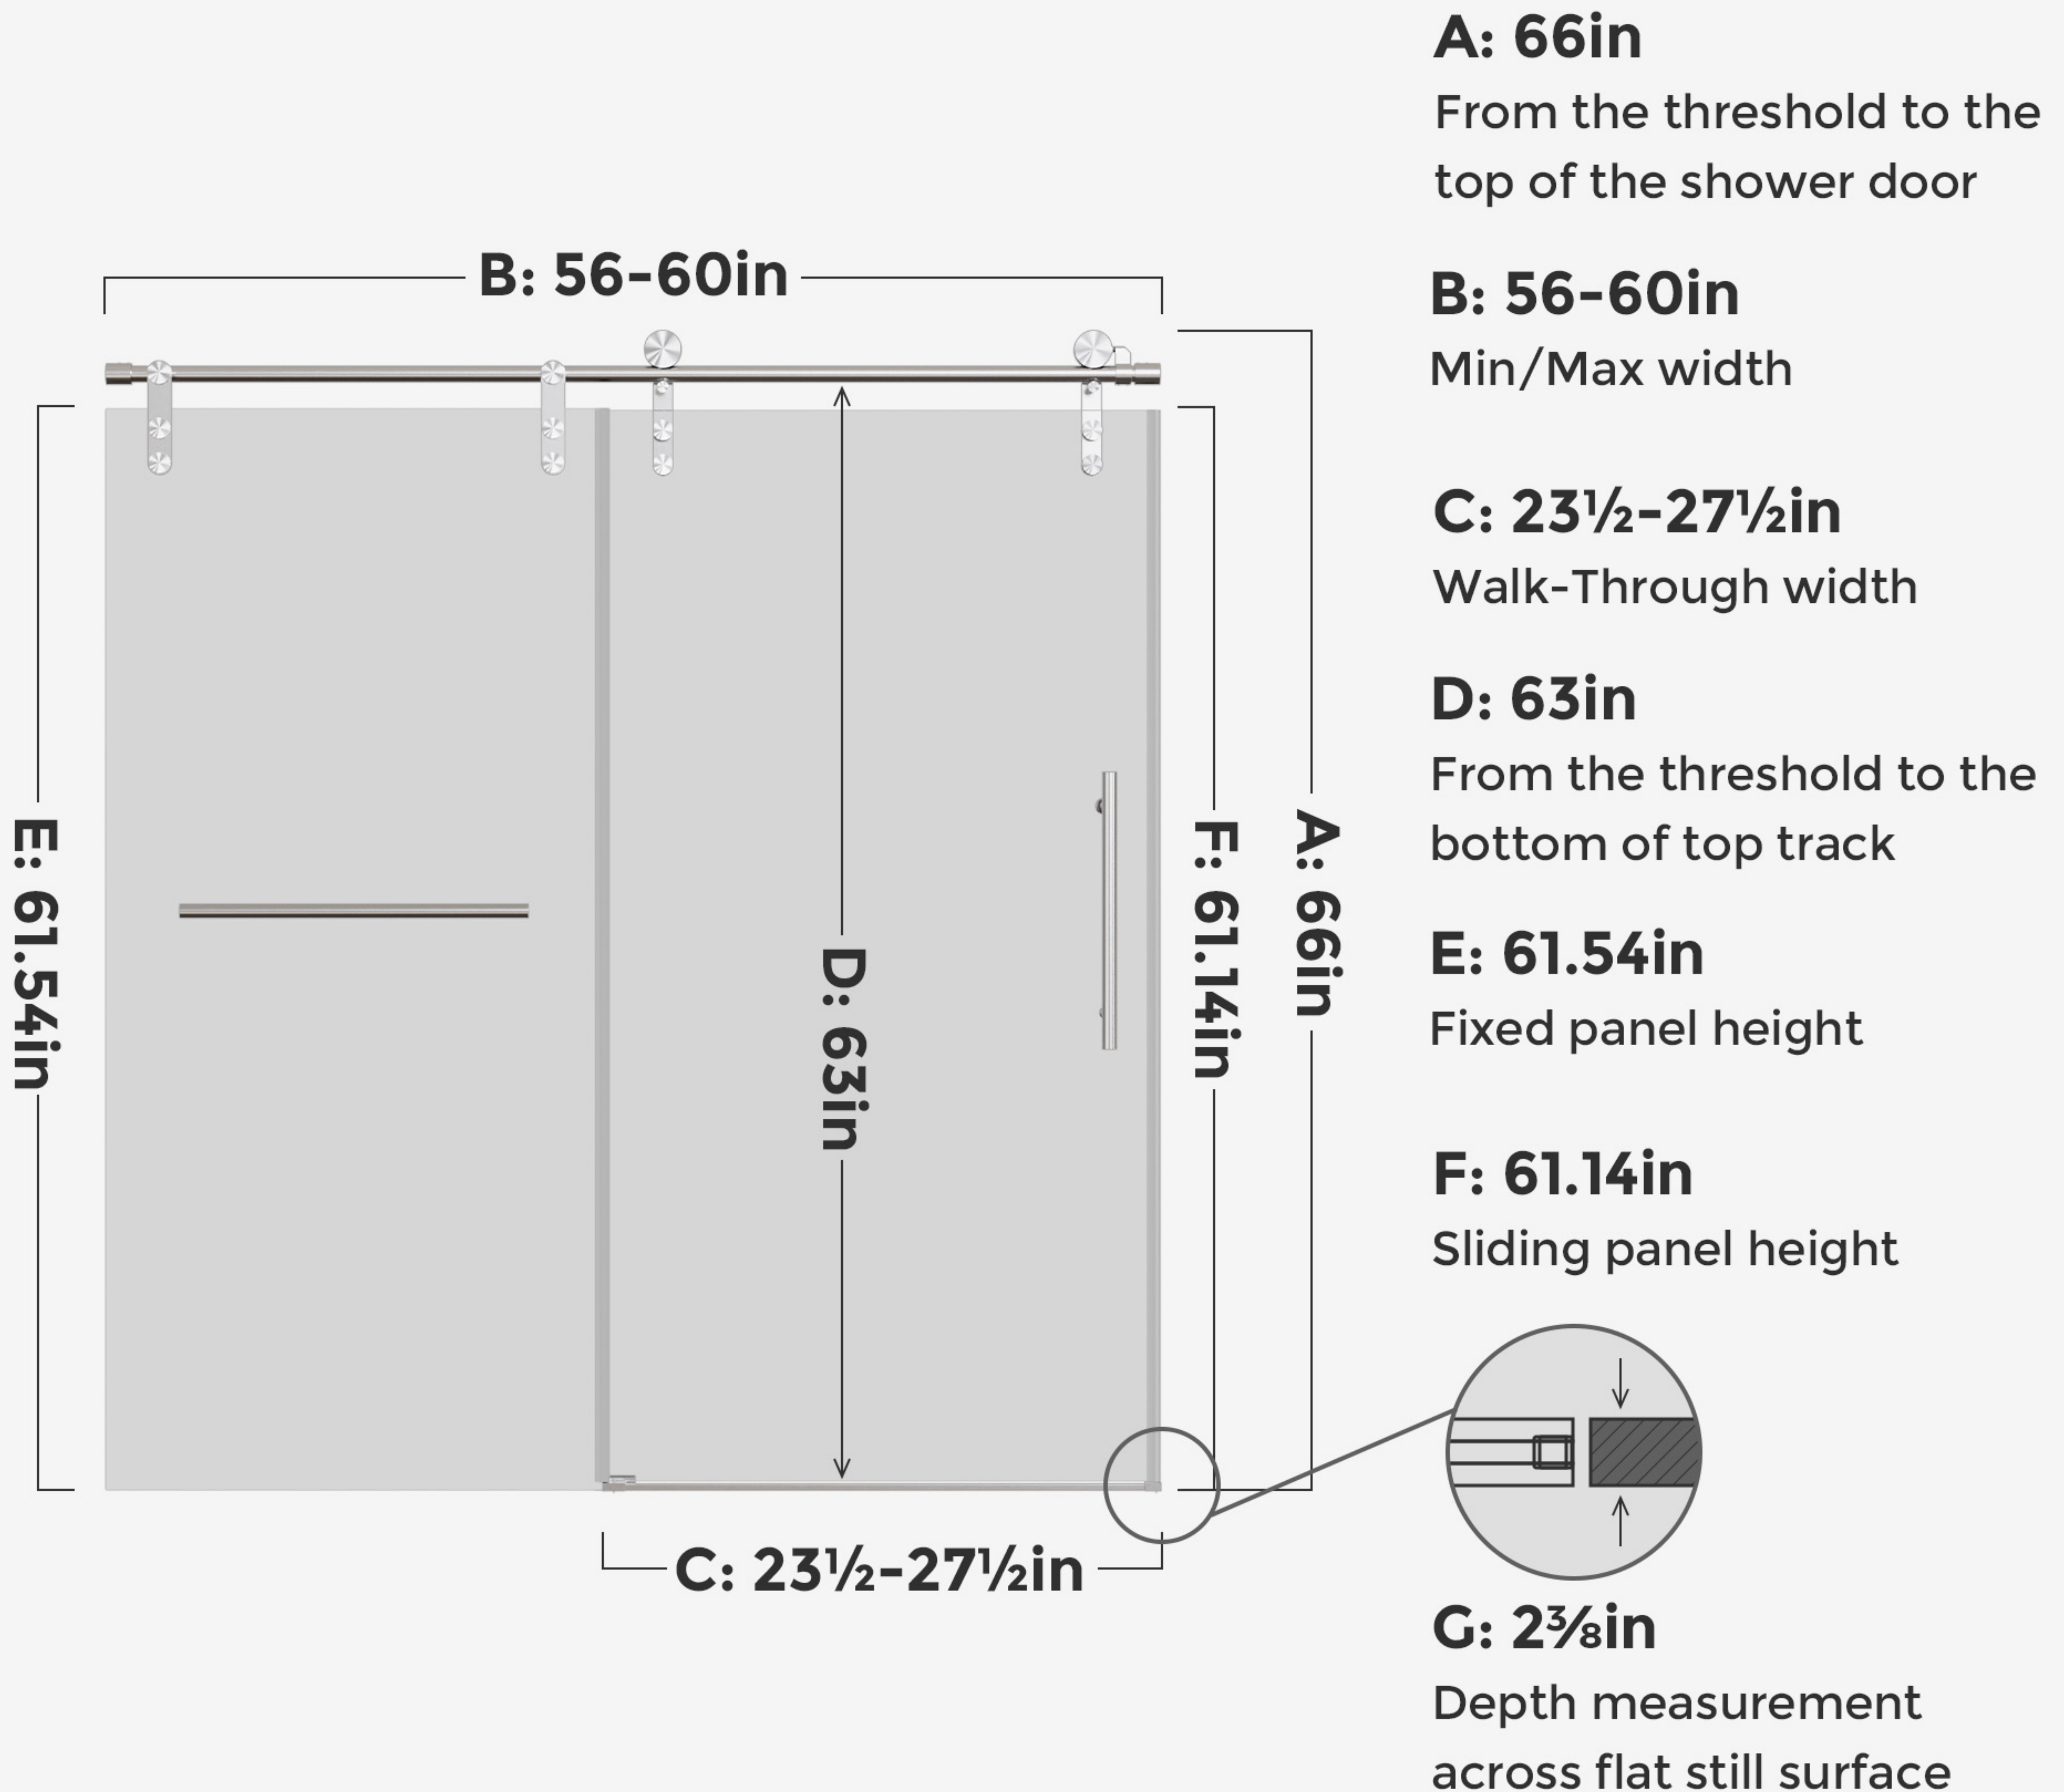 B: 56-60in
E: 61.54in
D: 63in
F: 61.14in
A: 66in
C: 23½-27½in
A: 66in
From the threshold to the
top of the shower door
B: 56-60in
Min/Max width
C: 23½-27½in
Walk-Through width
D: 63in
From the threshold to the
bottom of top track
E: 61.54in
Fixed panel height
F: 61.14in
Sliding panel height
G: 2⅜in
Depth measurement
across flat still surface